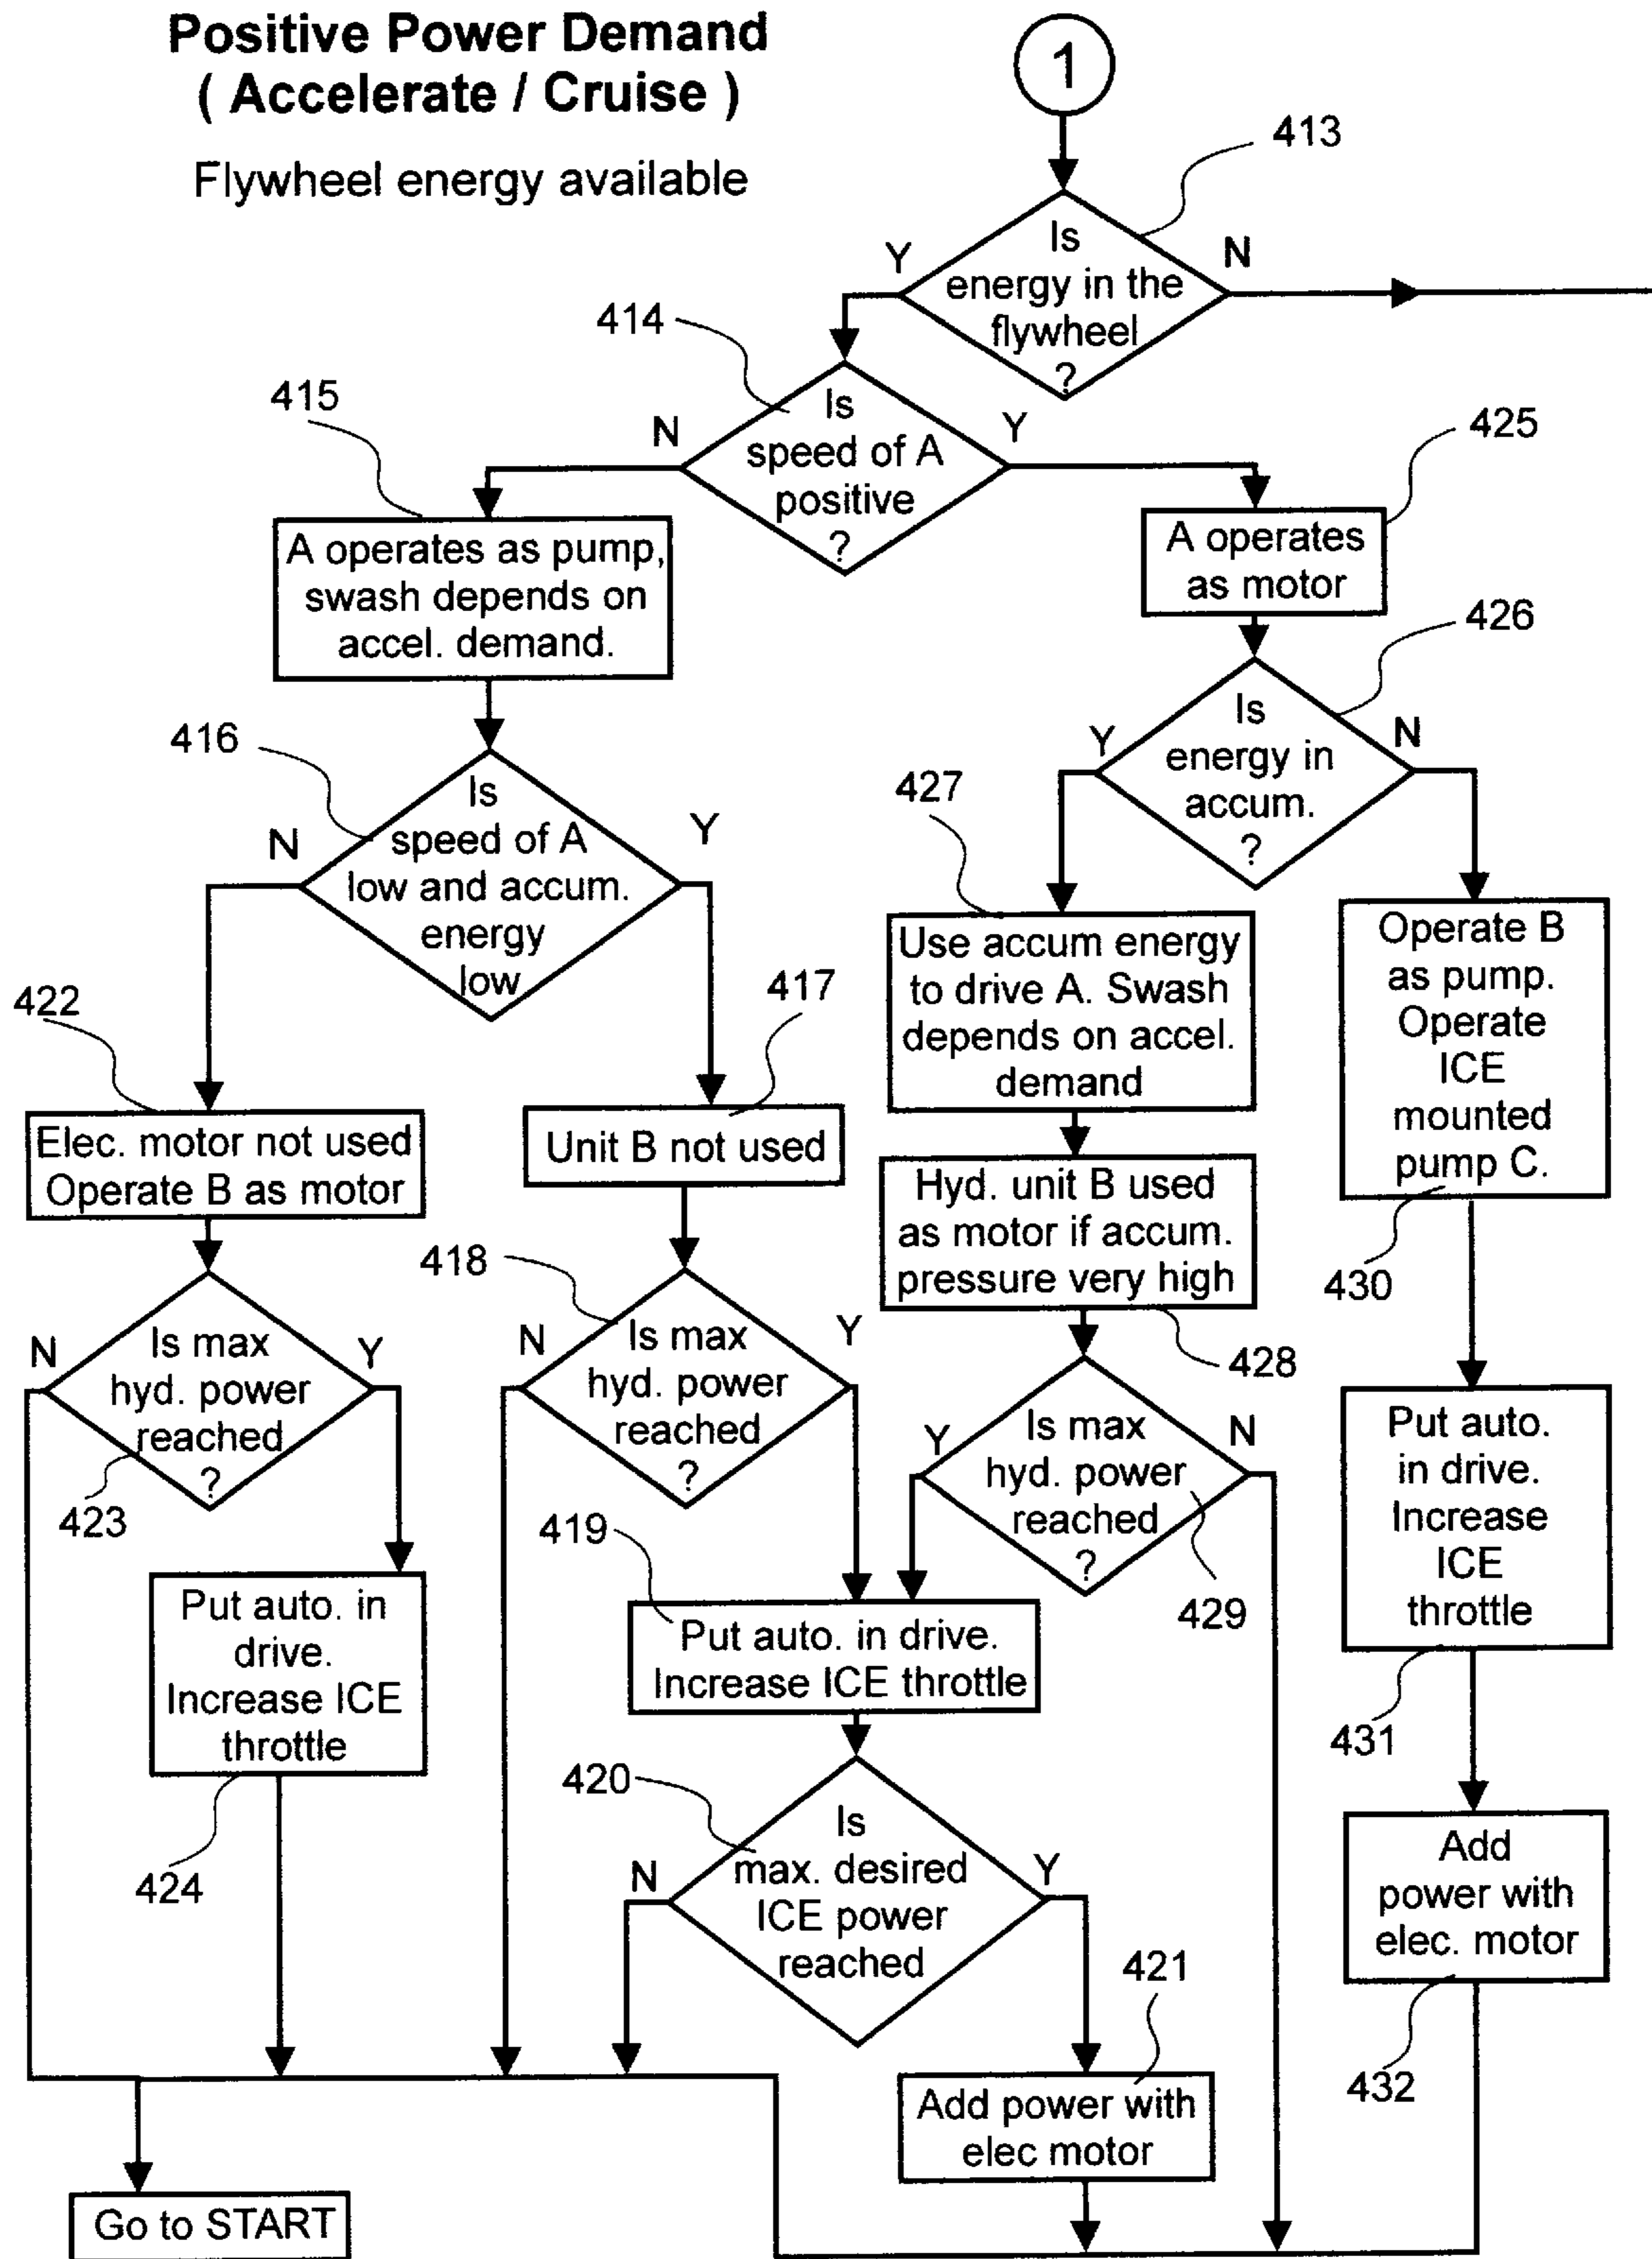 Positive Power Demand
( Accelerate / Cruise )
Flywheel energy available
1
413
Is
energy in the
flywheel
?
Y
N
414
Is
speed of A
positive
?
N
Y
415
A operates as pump,
swash depends on
accel. demand.
425
A operates
as motor
416
Is
speed of A
low and accum.
energy
low
N
Y
426
Is
energy in
accum.
?
Y
N
422
Elec. motor not used
Operate B as motor
417
Unit B not used
427
Use accum energy
to drive A. Swash
depends on accel.
demand
Operate B
as pump.
Operate
ICE
mounted
pump C.
430
Hyd. unit B used
as motor if accum.
pressure very high
428
N
Is max
hyd. power
reached
?
Y
423
418
N
Is max
hyd. power
reached
?
Y
Y
Is max
hyd. power
reached
?
N
429
Put auto.
in drive.
Increase
ICE
throttle
431
Put auto. in
drive.
Increase ICE
throttle
424
419
Put auto. in drive.
Increase ICE throttle
420
Is
max. desired
ICE power
reached
N
Y
421
Add power with
elec motor
Add
power with
elec. motor
432
Go to START